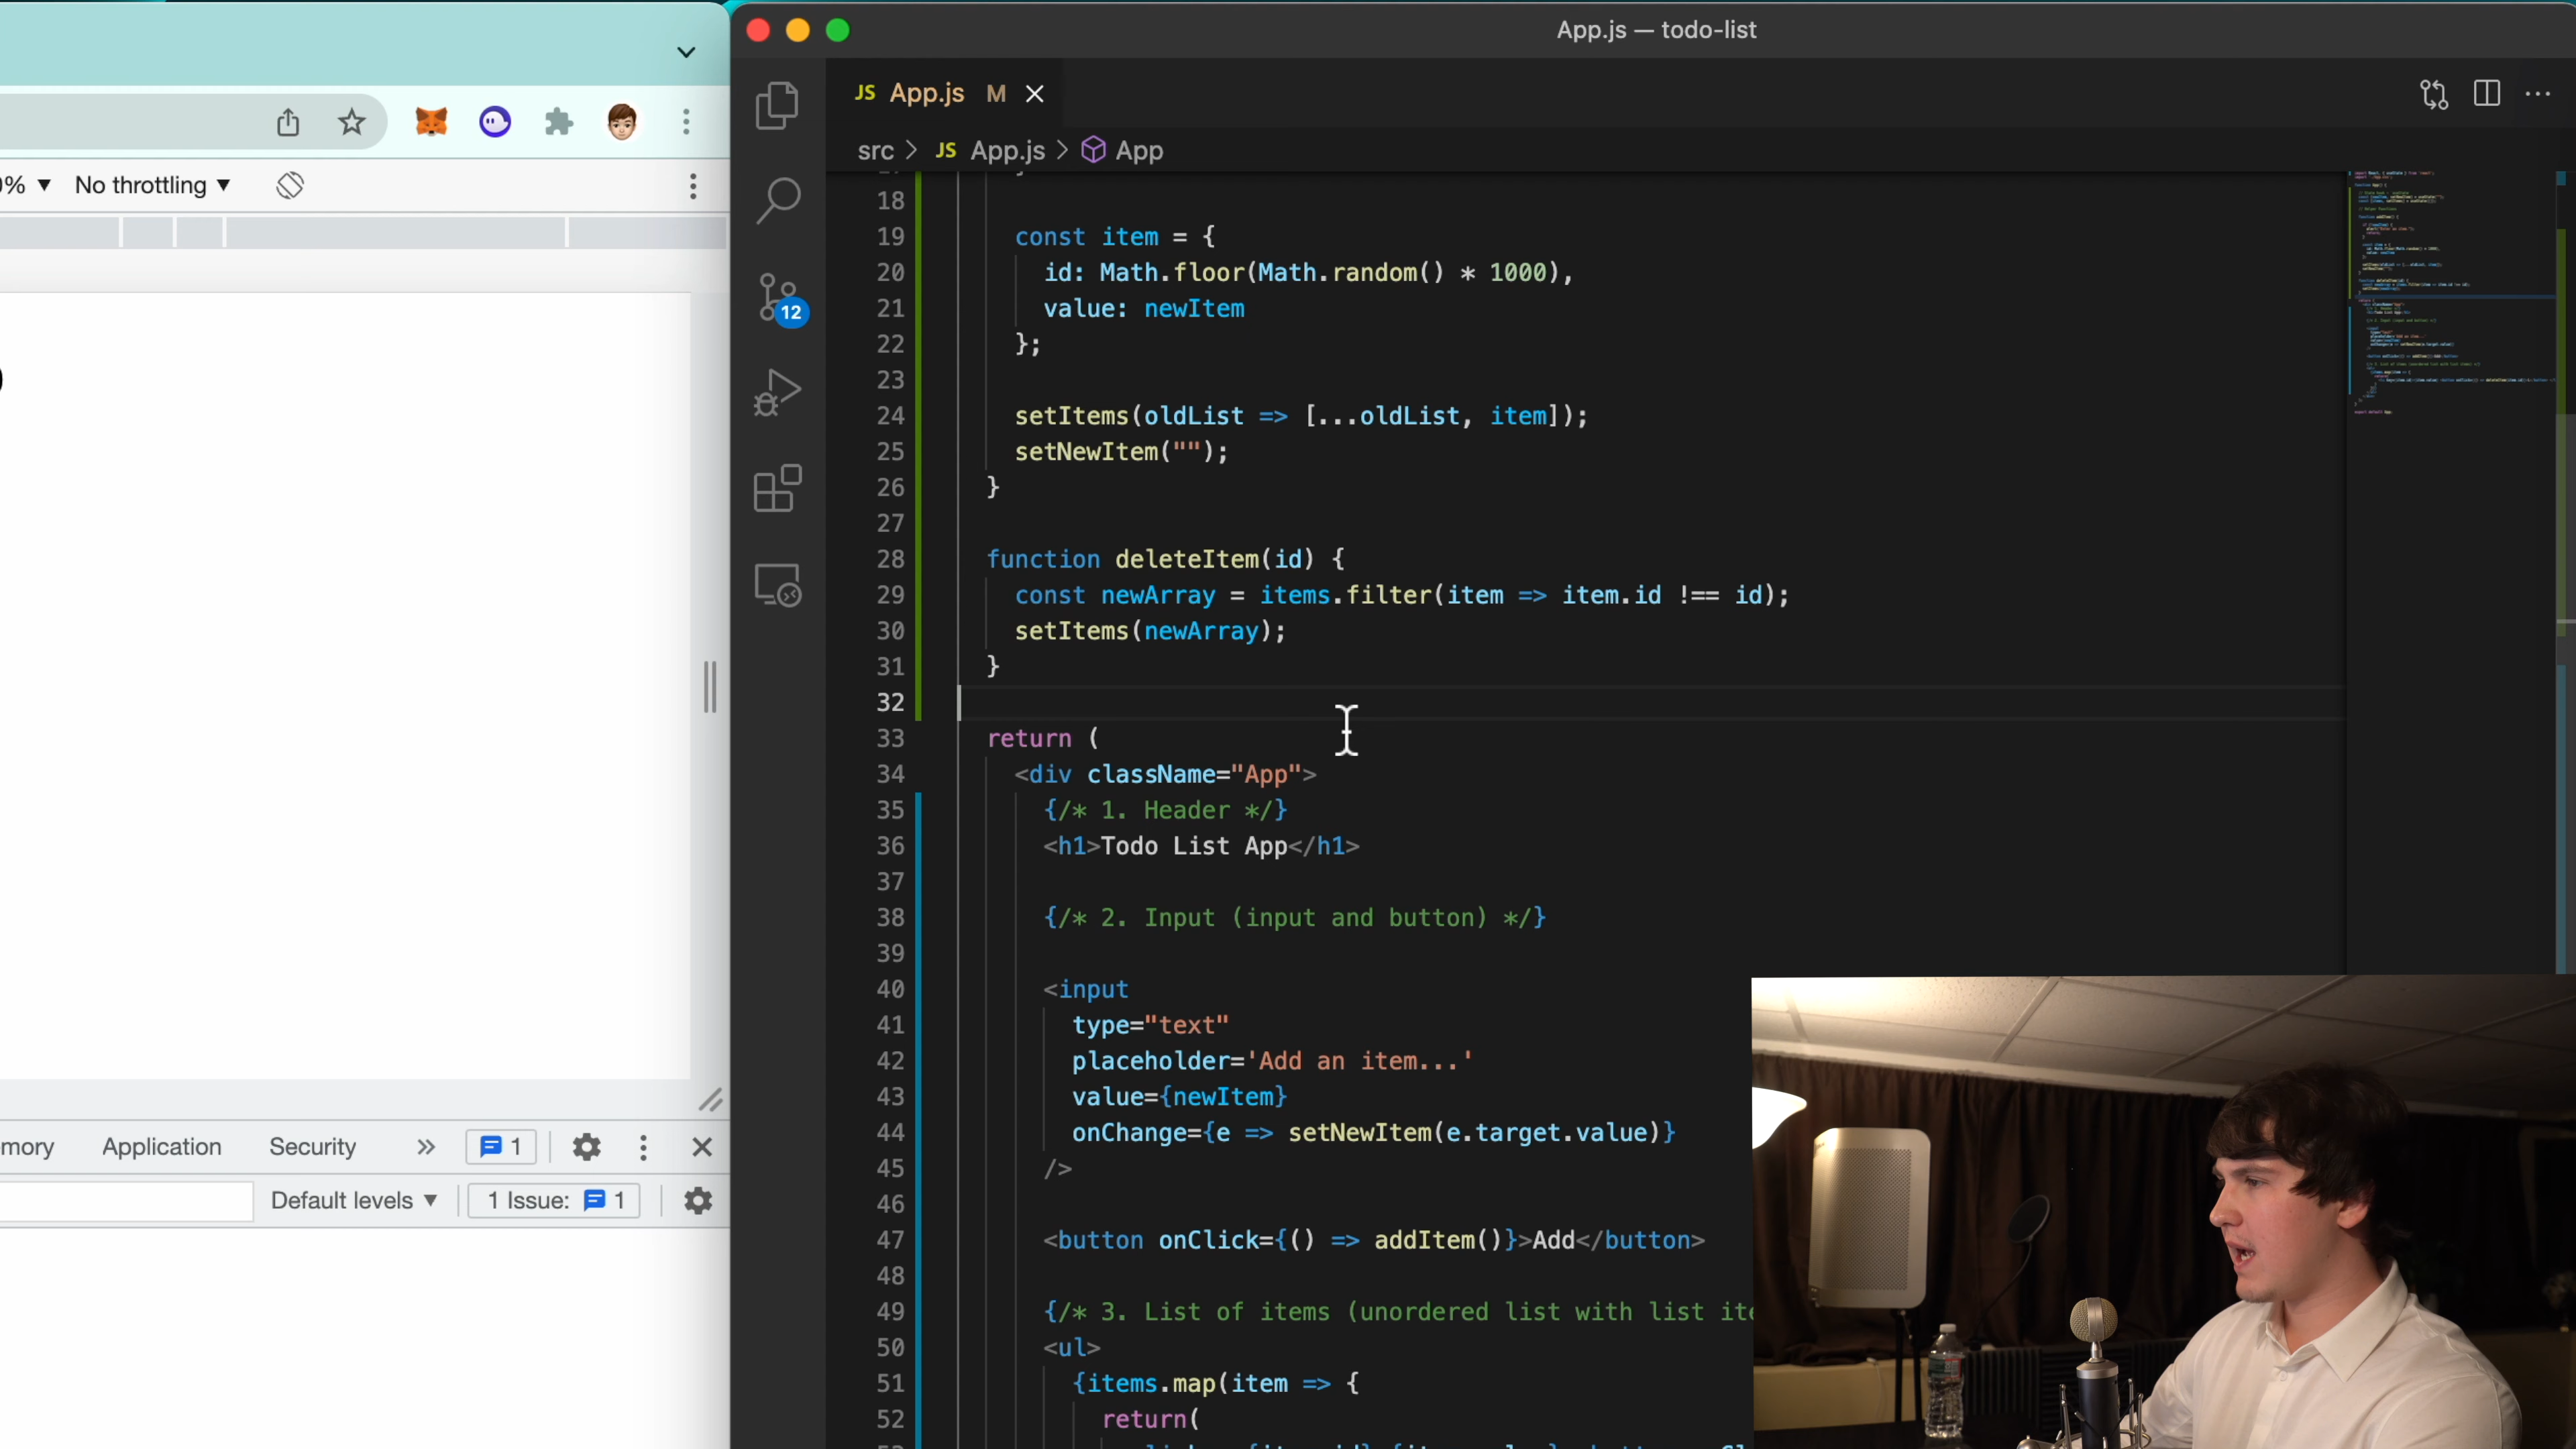 App.js — todo-list
JS App.js M
src > JS App.js > App
% ▼ No throttling ▼
12
18
19 const item = {
20 id: Math.floor(Math.random() * 1000),
21 value: newItem
22 };
23
24 setItems(oldList => [...oldList, item]);
25 setNewItem("");
26 }
27
28 function deleteItem(id) {
29 const newArray = items.filter(item => item.id !== id);
30 setItems(newArray);
31 }
32
33 return (
34 <div className="App">
35 {/* 1. Header */}
36 <h1>Todo List App</h1>
37
38 {/* 2. Input (input and button) */}
39
40 <input
41 type="text"
42 placeholder='Add an item...'
43 value={newItem}
44 onChange={e => setNewItem(e.target.value)}
45 />
46
47 <button onClick={() => addItem()}>Add</button>
48
49 {/* 3. List of items (unordered list with list ite
50 <ul>
51 {items.map(item => {
52 return(
mory Application Security » 1
Default levels ▼ 1 Issue: 1